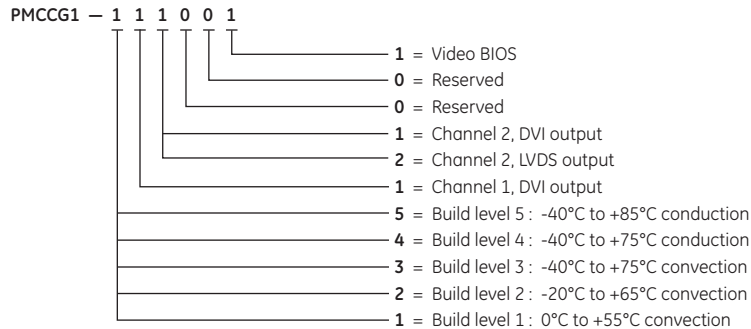 PMCCG1 — 1 1 1 0 0 1
1 = Video BIOS
0 = Reserved
0 = Reserved
1 = Channel 2, DVI output
2 = Channel 2, LVDS output
1 = Channel 1, DVI output
5 = Build level 5 : -40°C to +85°C conduction
4 = Build level 4 : -40°C to +75°C conduction
3 = Build level 3 : -40°C to +75°C convection
2 = Build level 2 : -20°C to +65°C convection
1 = Build level 1 : 0°C to +55°C convection